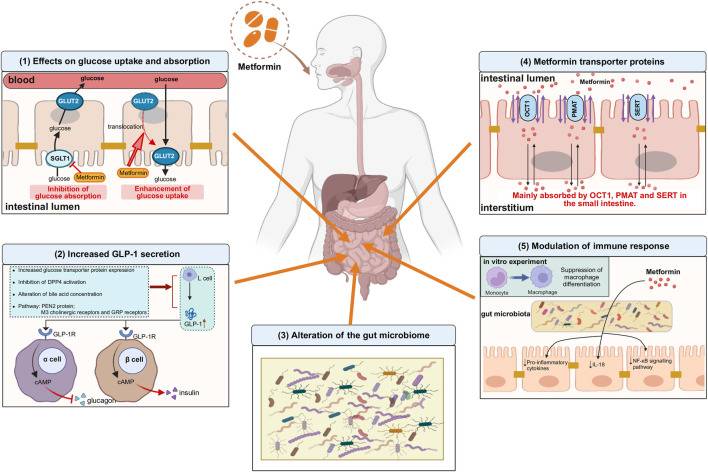 Metformin
(1) Effects on glucose uptake and absorption
blood
glucose
glucose
GLUT2
GLUT2
translocation
glucose
GLUT2
SGLT1
Metformin
glucose
Metformin
glucose
Inhibition of
glucose absorption
Enhancement of
glucose uptake
intestinal lumen
(2) Increased GLP-1 secretion
• Increased glucose transporter protein expression
• Inhibition of DPP4 activation
• Alteration of bile acid concentration
• Pathway: PEN2 protein;
M3 cholinergic receptors and GRP receptors.
L cell
GLP-1
GLP-1R
GLP-1R
α cell
β cell
cAMP
cAMP
glucagon
insulin
(3) Alteration of the gut microbiome
(4) Metformin transporter proteins
intestinal lumen
Metformin
OCT1
PMAT
SERT
Mainly absorbed by OCT1, PMAT and SERT in
the small intestine.
interstitium
(5) Modulation of immune response
in vitro experiment
Monocyte
Macrophage
Suppression of
macrophage
differentiation
Metformin
gut microbiota
↓Pro-inflammatory
cytokines
↓IL-18
↓NF-κB signalling
pathway